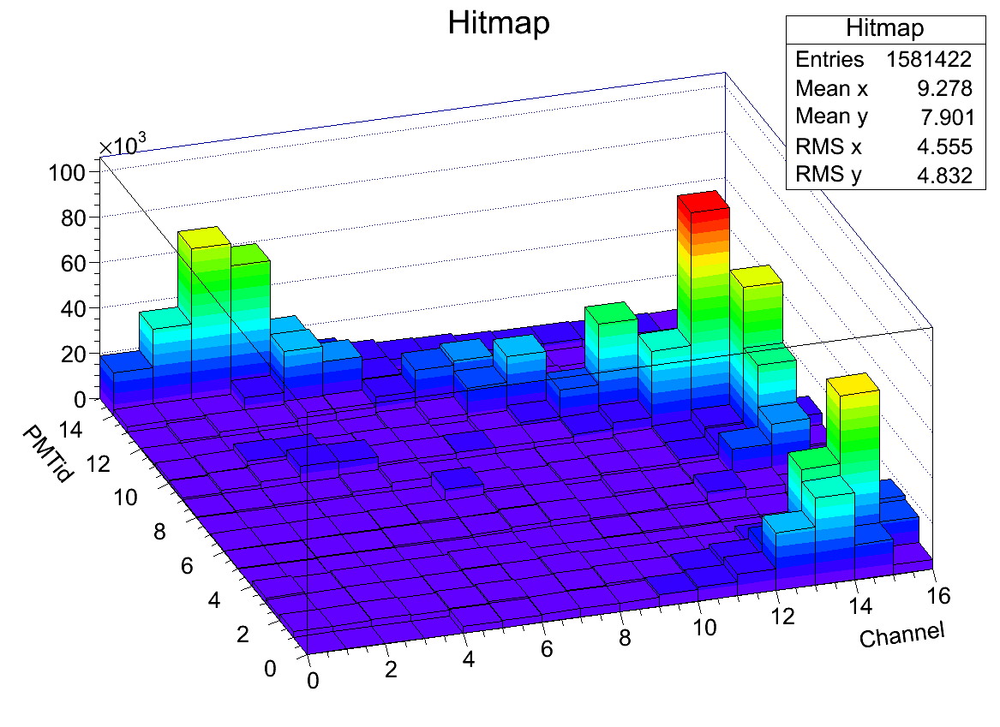 Hitmap
Hitmap
Entries 1581422
Mean x 9.278
Mean y 7.901
RMS x 4.555
RMS y 4.832
×10³
100
80
60
40
20
0
14
12
10
8
6
4
2
0
PMTid
0
2
4
6
8
10
12
14
16
Channel